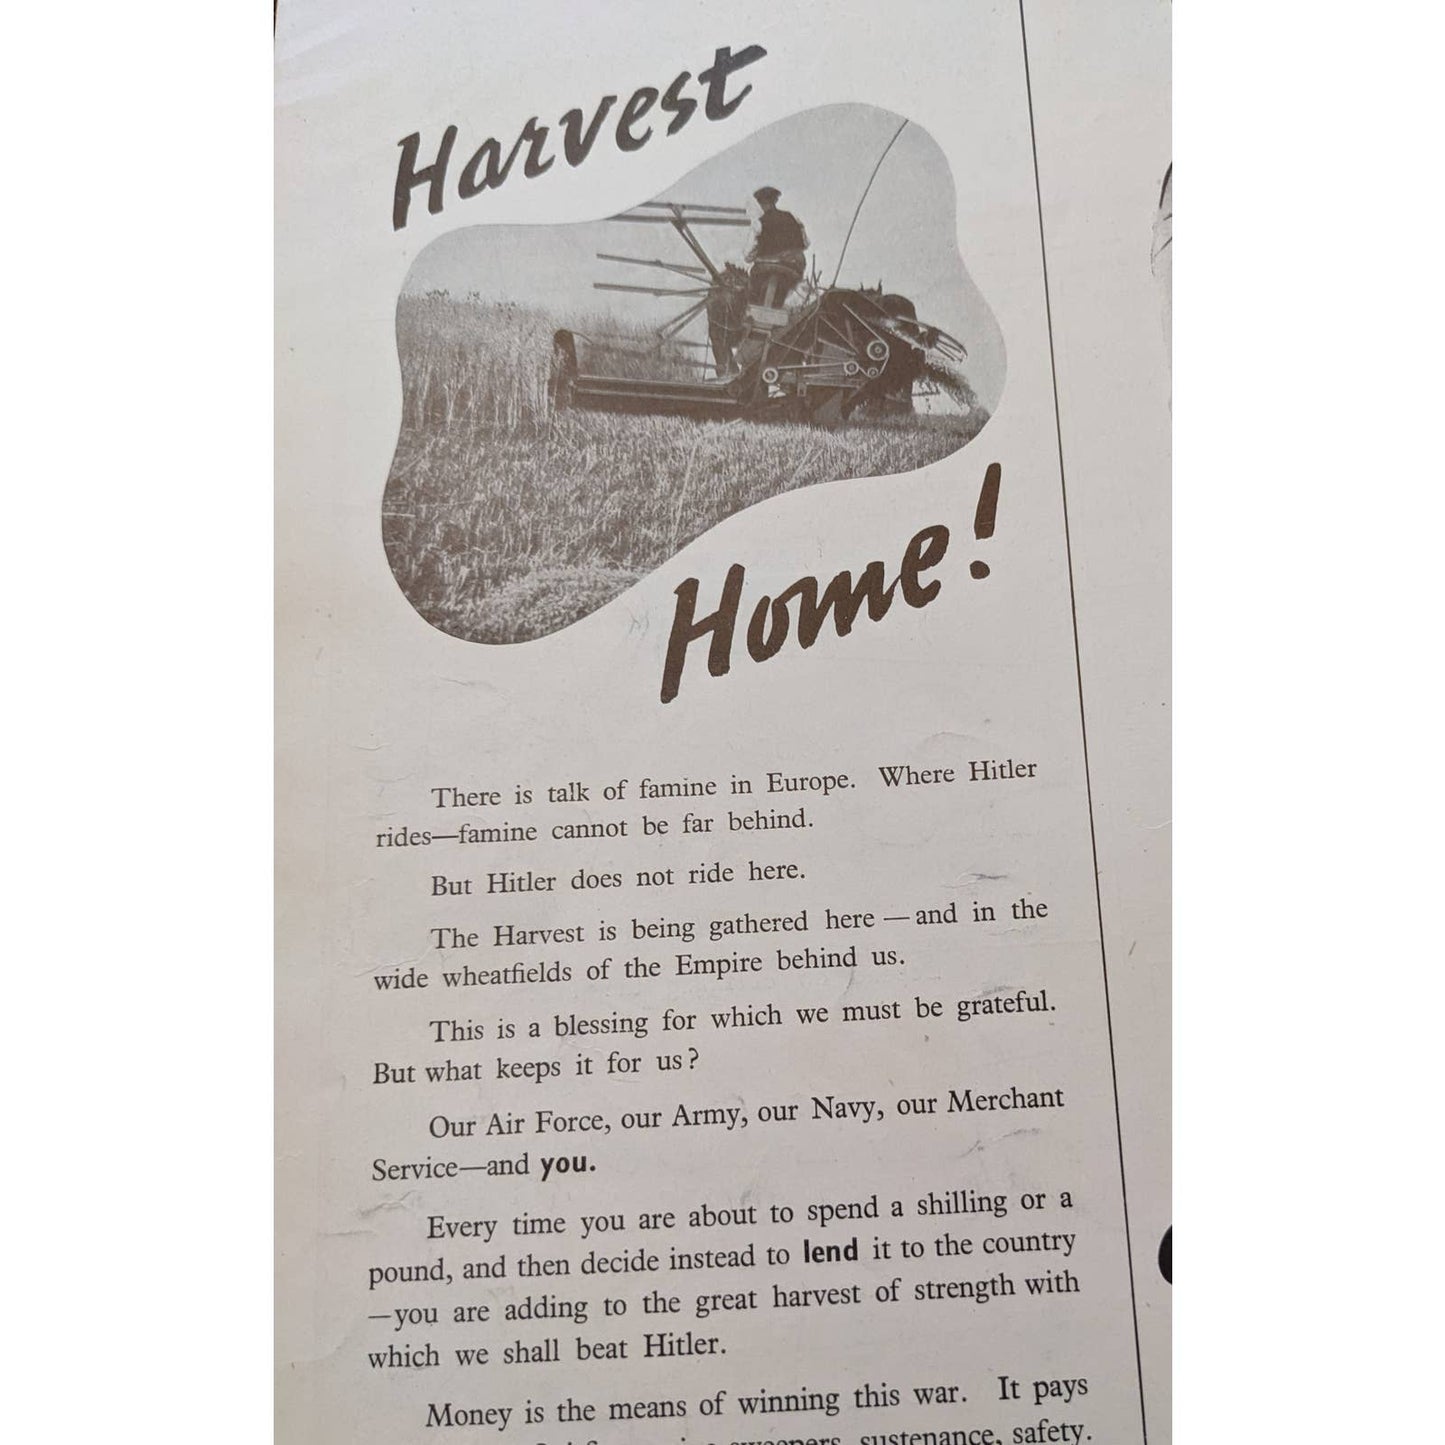 Harvest
Home!
There is talk of famine in Europe. Where Hitler
rides—famine cannot be far behind.
But Hitler does not ride here.
The Harvest is being gathered here — and in the
wide wheatfields of the Empire behind us.
This is a blessing for which we must be grateful.
But what keeps it for us?
Our Air Force, our Army, our Navy, our Merchant
Service—and you.
Every time you are about to spend a shilling or a
pound, and then decide instead to lend it to the country
—you are adding to the great harvest of strength with
which we shall beat Hitler.
Money is the means of winning this war. It pays
sustenance, safety.